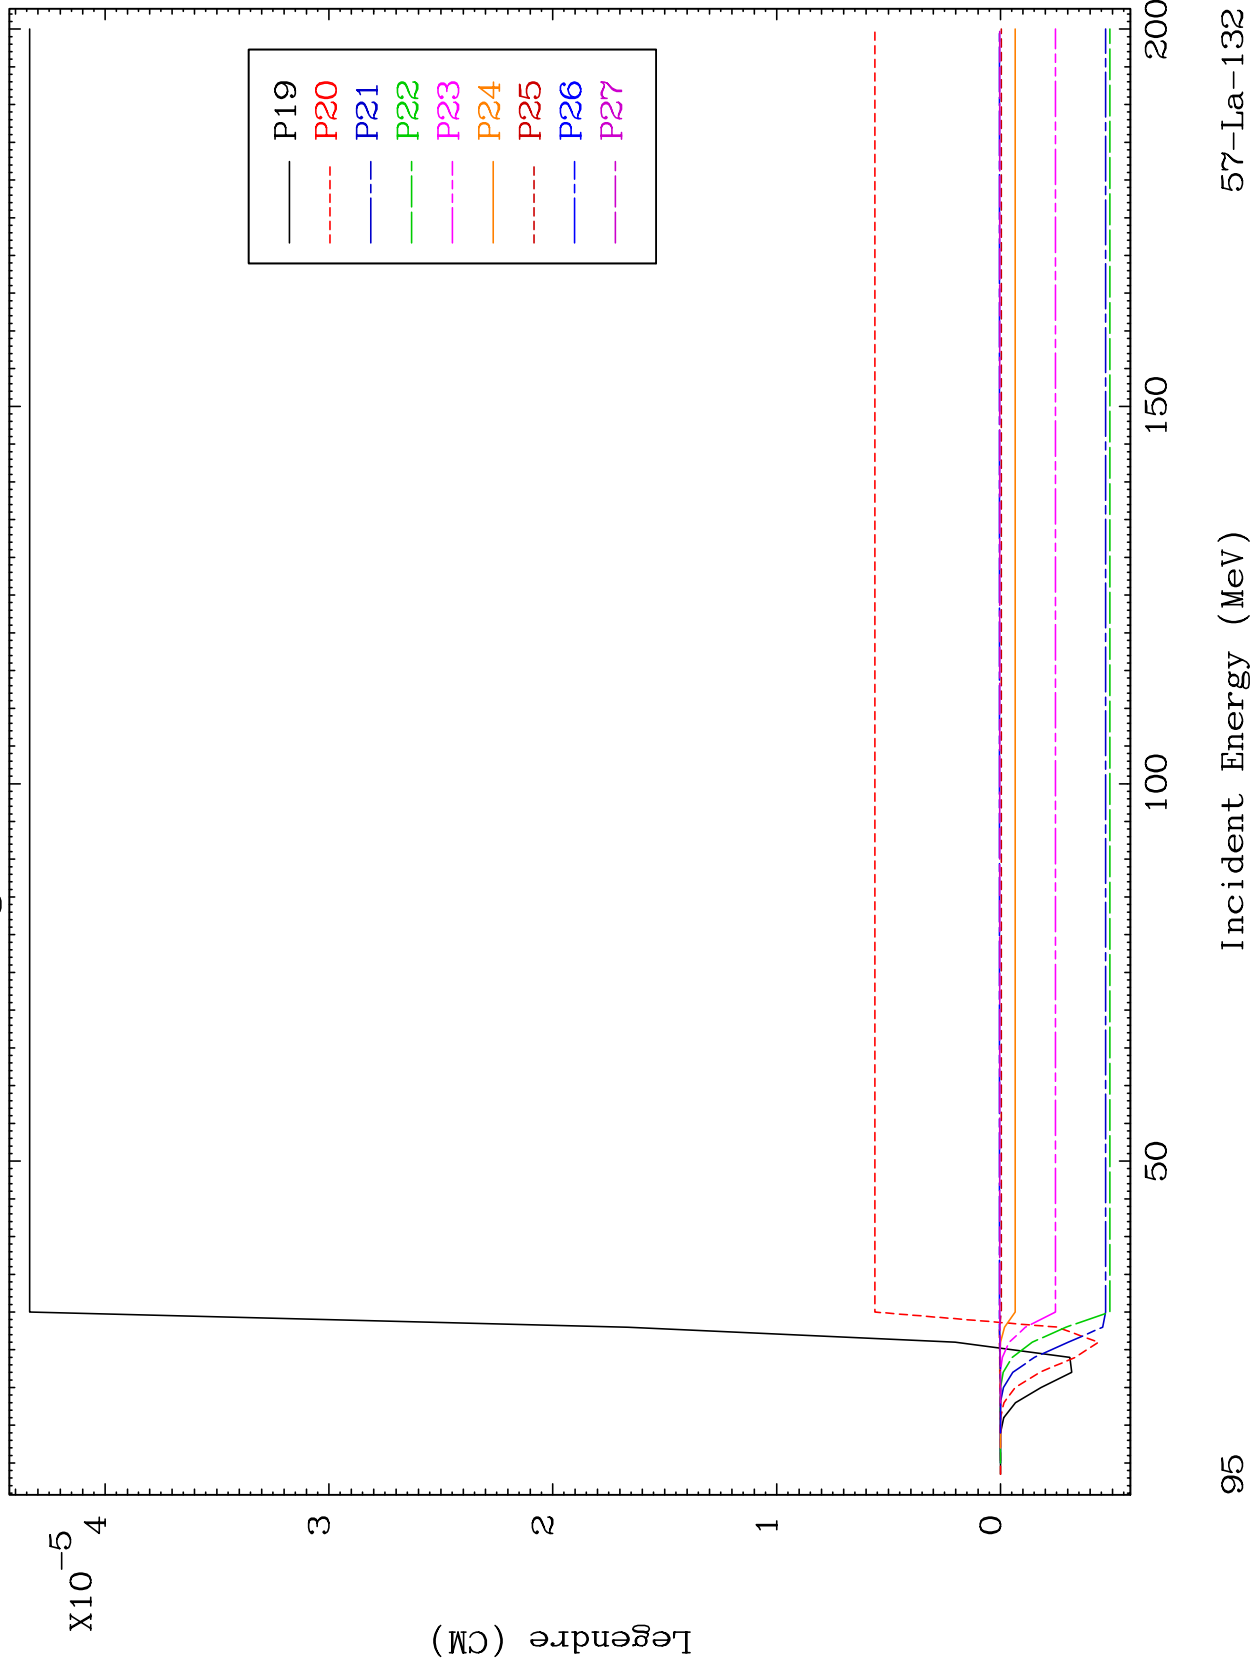 X10-5
4
3
2
1
0
Legendre (CM)
P19
P20
P21
P22
P23
P24
P25
P26
P27
50
100
150
200
Incident Energy (MeV)
95
57-La-132